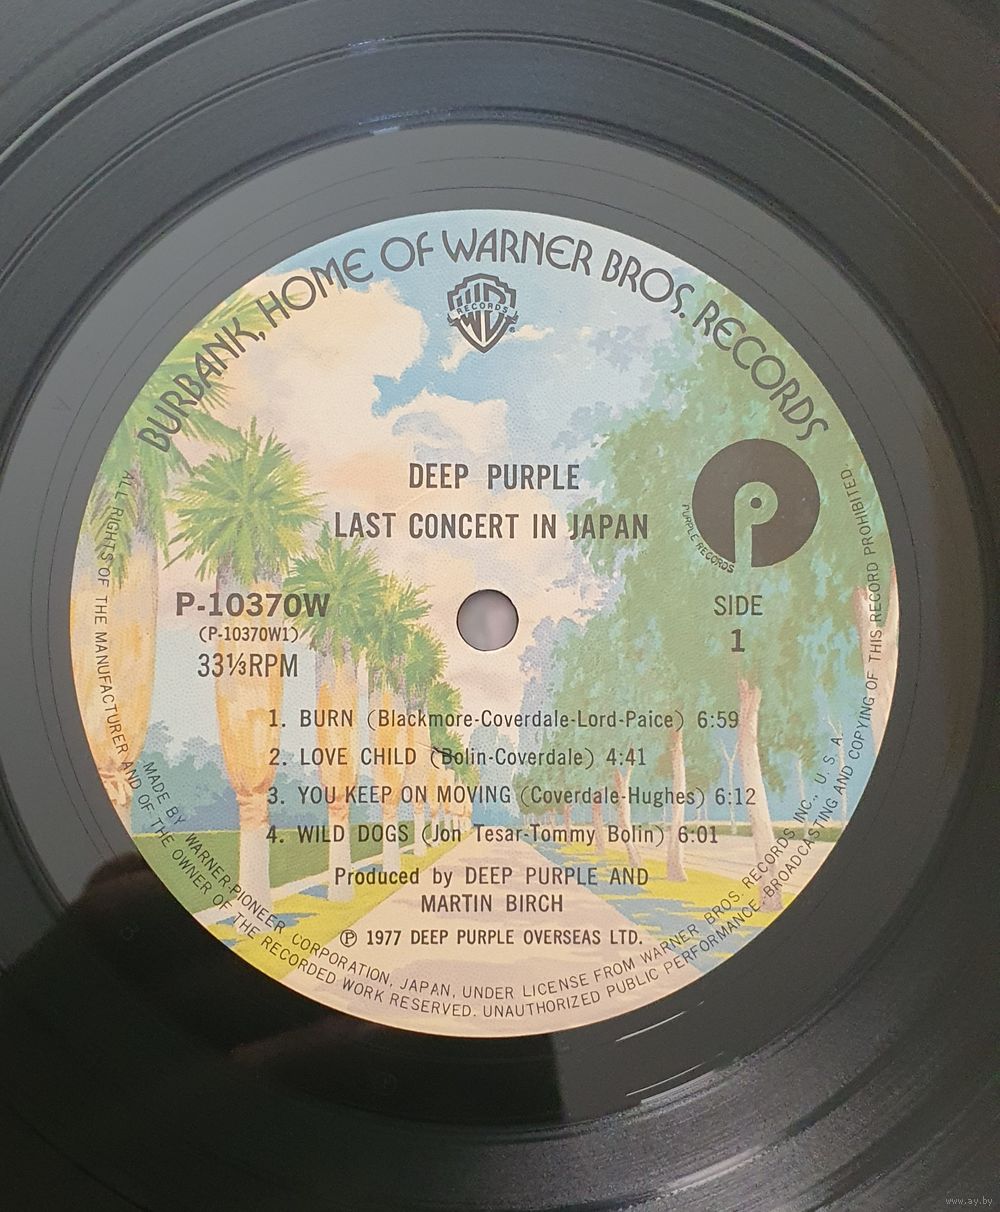 BURBANK, HOME OF WARNER BROS. RECORDS
RECORDS
DEEP PURPLE
LAST CONCERT IN JAPAN
PURPLE RECORDS
P-10370W
(P-10370W1)
33⅓RPM
SIDE
1
1. BURN (Blackmore-Coverdale-Lord-Paice) 6:59
2. LOVE CHILD (Bolin-Coverdale) 4:41
3. YOU KEEP ON MOVING (Coverdale-Hughes) 6:12
4. WILD DOGS (Jon Tesar-Tommy Bolin) 6:01
Produced by DEEP PURPLE AND
MARTIN BIRCH
Ⓟ 1977 DEEP PURPLE OVERSEAS LTD.
MADE BY WARNER-PIONEER CORPORATION, JAPAN, UNDER LICENSE FROM WARNER BROS. RECORDS INC., U.S.A.
ALL RIGHTS OF THE MANUFACTURER AND OF THE OWNER OF THE RECORDED WORK RESERVED. UNAUTHORIZED PUBLIC PERFORMANCE, BROADCASTING AND COPYING OF THIS RECORD PROHIBITED
www.ay.by